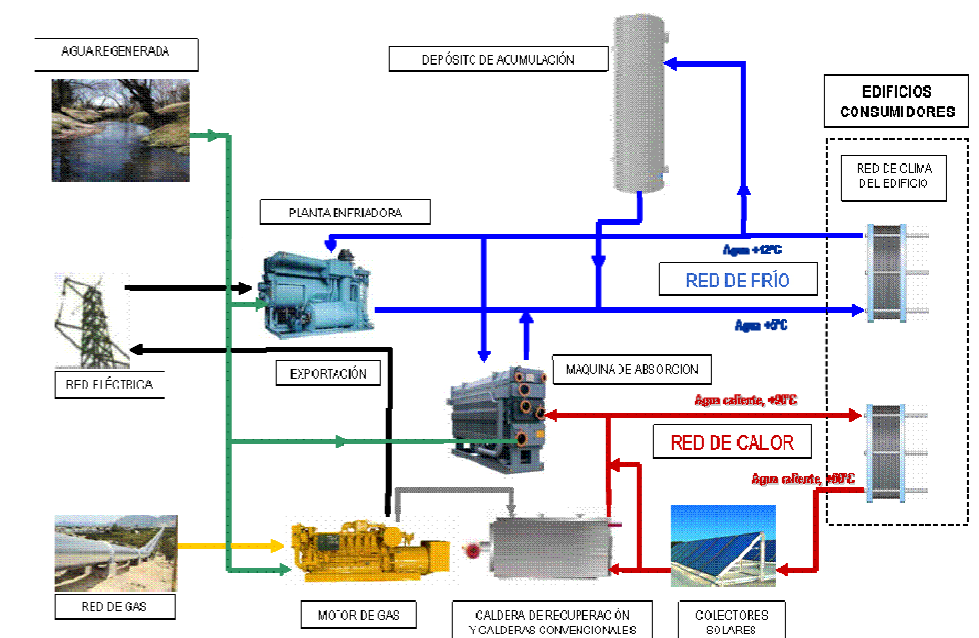 AGUA REGENERADA
DEPÓSITO DE ACUMULACIÓN
EDIFICIOS
CONSUMIDORES
RED DE CLIMA
DEL EDIFICIO
PLANTA ENFRIADORA
Agua +12ºC
RED DE FRÍO
Agua +5ºC
RED ELÉCTRICA
EXPORTACIÓN
MAQUINA DE ABSORCION
Agua caliente, +90ºC
RED DE CALOR
Agua caliente,
RED DE GAS
MOTOR DE GAS
CALDERA DE RECUPERACIÓN
Y CALDERAS CONVENCIONALES
COLECTORES
SOLARES